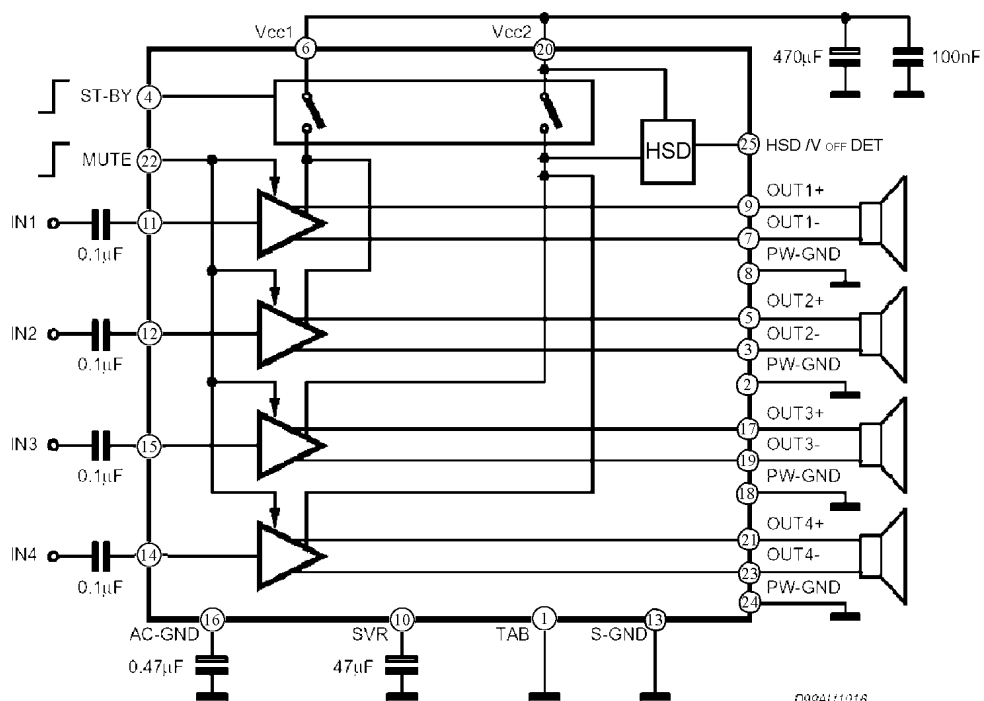 Vcc1
Vcc2
6
20
470µF
100nF
ST-BY
4
HSD
25
HSD /V OFF DET
MUTE
22
OUT1+
9
IN1
11
0.1µF
OUT1-
7
PW-GND
8
OUT2+
5
IN2
12
0.1µF
OUT2-
3
PW-GND
2
OUT3+
17
IN3
15
0.1µF
OUT3-
19
PW-GND
18
OUT4+
21
IN4
14
0.1µF
OUT4-
23
PW-GND
24
AC-GND
16
SVR
10
TAB
1
S-GND
13
0.47µF
47µF
D99AU1018